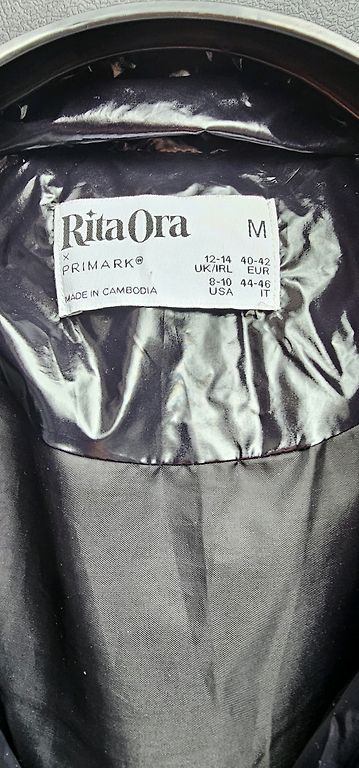 Rita Ora M
×
PRIMARK®
12-14 40-42
UK/IRL EUR
8-10 44-46
USA IT
MADE IN CAMBODIA